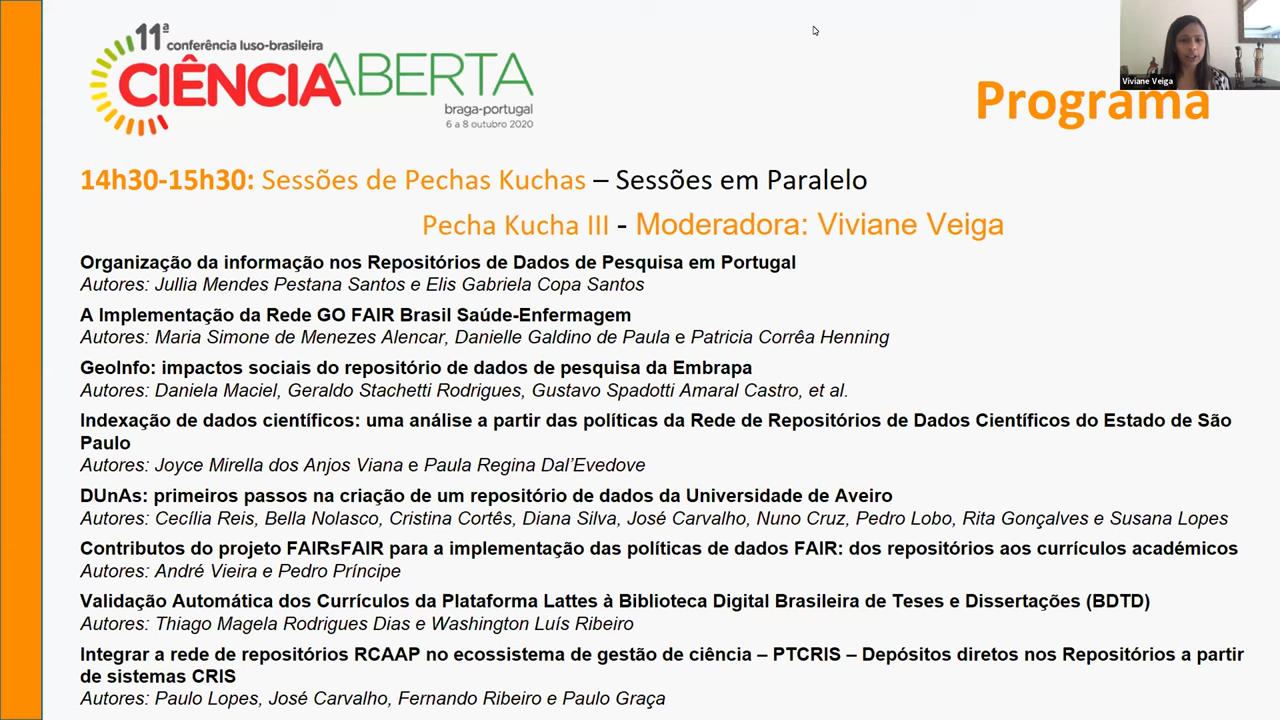 11ª
conferência luso-brasileira
CIÊNCIA ABERTA
braga-portugal
6 a 8 outubro 2020
Viviane Veiga
Programa
14h30-15h30: Sessões de Pechas Kuchas – Sessões em Paralelo
Pecha Kucha III - Moderadora: Viviane Veiga
Organização da informação nos Repositórios de Dados de Pesquisa em Portugal
Autores: Jullia Mendes Pestana Santos e Elis Gabriela Copa Santos
A Implementação da Rede GO FAIR Brasil Saúde-Enfermagem
Autores: Maria Simone de Menezes Alencar, Danielle Galdino de Paula e Patricia Corrêa Henning
GeoInfo: impactos sociais do repositório de dados de pesquisa da Embrapa
Autores: Daniela Maciel, Geraldo Stachetti Rodrigues, Gustavo Spadotti Amaral Castro, et al.
Indexação de dados científicos: uma análise a partir das políticas da Rede de Repositórios de Dados Científicos do Estado de São
Paulo
Autores: Joyce Mirella dos Anjos Viana e Paula Regina Dal’Evedove
DUnAs: primeiros passos na criação de um repositório de dados da Universidade de Aveiro
Autores: Cecília Reis, Bella Nolasco, Cristina Cortês, Diana Silva, José Carvalho, Nuno Cruz, Pedro Lobo, Rita Gonçalves e Susana Lopes
Contributos do projeto FAIRsFAIR para a implementação das políticas de dados FAIR: dos repositórios aos currículos académicos
Autores: André Vieira e Pedro Príncipe
Validação Automática dos Currículos da Plataforma Lattes à Biblioteca Digital Brasileira de Teses e Dissertações (BDTD)
Autores: Thiago Magela Rodrigues Dias e Washington Luís Ribeiro
Integrar a rede de repositórios RCAAP no ecossistema de gestão de ciência – PTCRIS – Depósitos diretos nos Repositórios a partir
de sistemas CRIS
Autores: Paulo Lopes, José Carvalho, Fernando Ribeiro e Paulo Graça